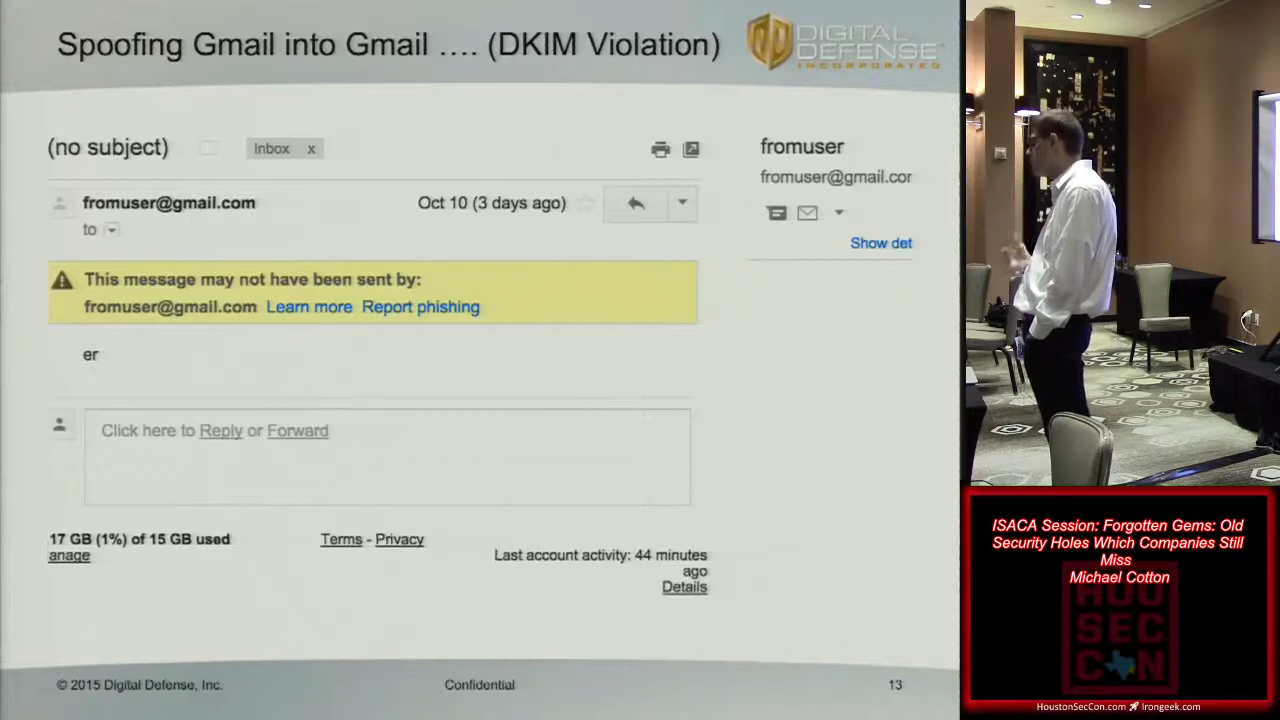 Spoofing Gmail into Gmail …. (DKIM Violation)
DIGITAL
DEFENSE
INCORPORATED
(no subject)
Inbox x
fromuser
fromuser@gmail.cor
fromuser@gmail.com
Oct 10 (3 days ago)
to
Show det
This message may not have been sent by:
fromuser@gmail.com Learn more Report phishing
er
Click here to Reply or Forward
17 GB (1%) of 15 GB used
anage
Terms - Privacy
Last account activity: 44 minutes
ago
Details
© 2015 Digital Defense, Inc.
Confidential
13
ISACA Session: Forgotten Gems: Old
Security Holes Which Companies Still
Miss
Michael Cotton
HOU
SEC
CON
HoustonSecCon.com Irongeek.com